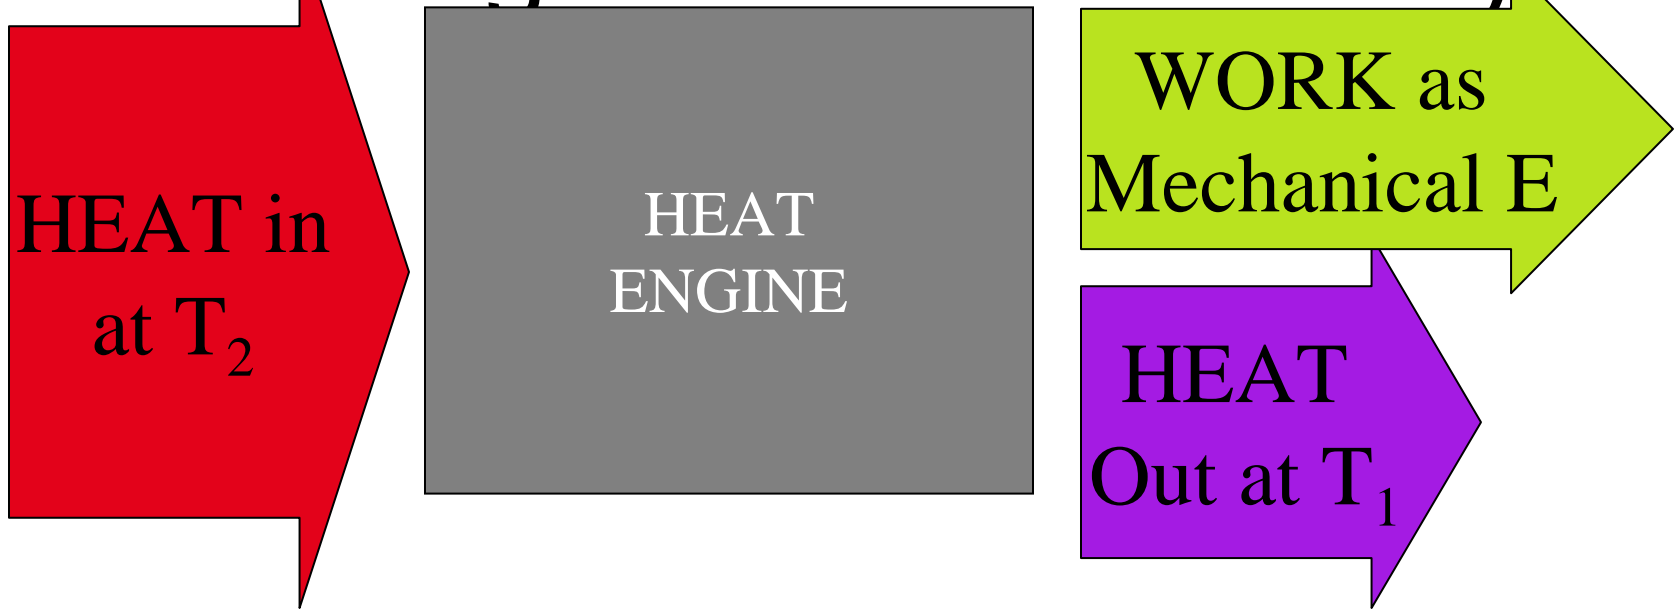 HEAT in
at T₂
HEAT
ENGINE
WORK as
Mechanical E
HEAT
Out at T₁